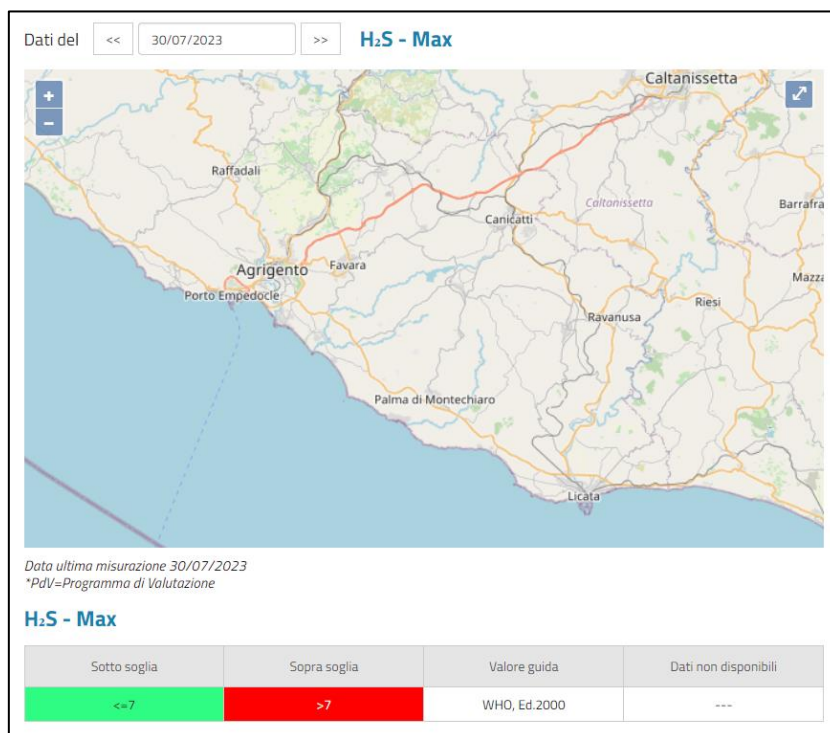 Dati del << 30/07/2023 >> H₂S - Max
+
−
Caltanissetta
Raffadali
Caltanissetta
Barrafra
Canicattì
Agrigento
Favara
Mazza
Porto Empedocle
Riesi
Ravanusa
Palma di Montechiaro
Licata
Data ultima misurazione 30/07/2023
*PdV=Programma di Valutazione
H₂S - Max
Sotto soglia Sopra soglia Valore guida Dati non disponibili
<=7 >7 WHO, Ed.2000 ---